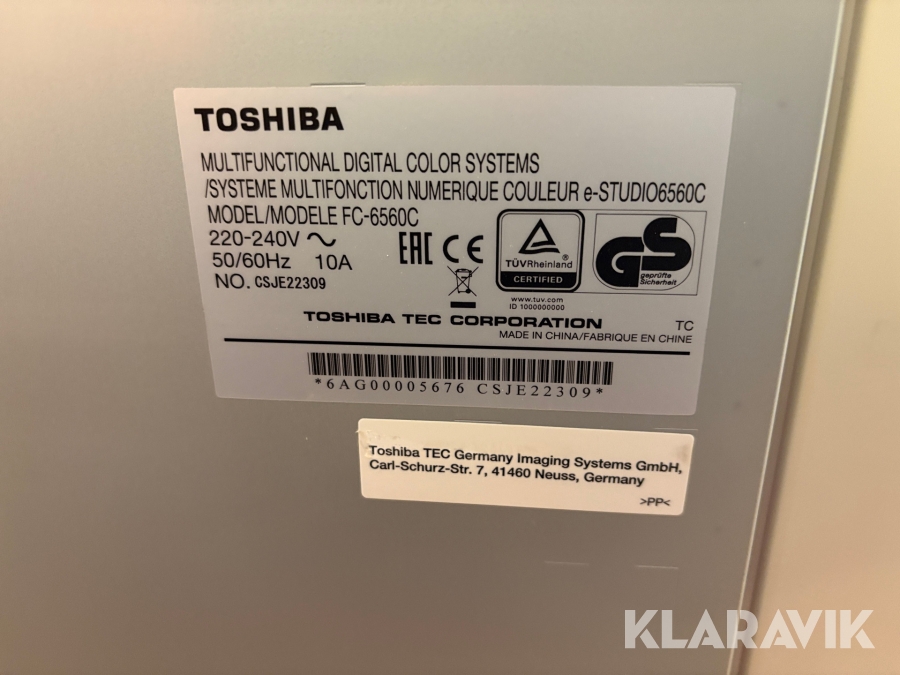 TOSHIBA
MULTIFUNCTIONAL DIGITAL COLOR SYSTEMS
/SYSTEME MULTIFONCTION NUMERIQUE COULEUR e-STUDIO6560C
MODEL/MODELE FC-6560C
220-240V ~
50/60Hz 10A
NO. CSJE22309
EAC CE
TÜVRheinland
CERTIFIED
www.tuv.com
ID 1000000000
GS
geprüfte
Sicherheit
TOSHIBA TEC CORPORATION
TC
MADE IN CHINA/FABRIQUE EN CHINE
*6AG00005676 CSJE22309*
Toshiba TEC Germany Imaging Systems GmbH,
Carl-Schurz-Str. 7, 41460 Neuss, Germany
>PP<
KLARAVIK